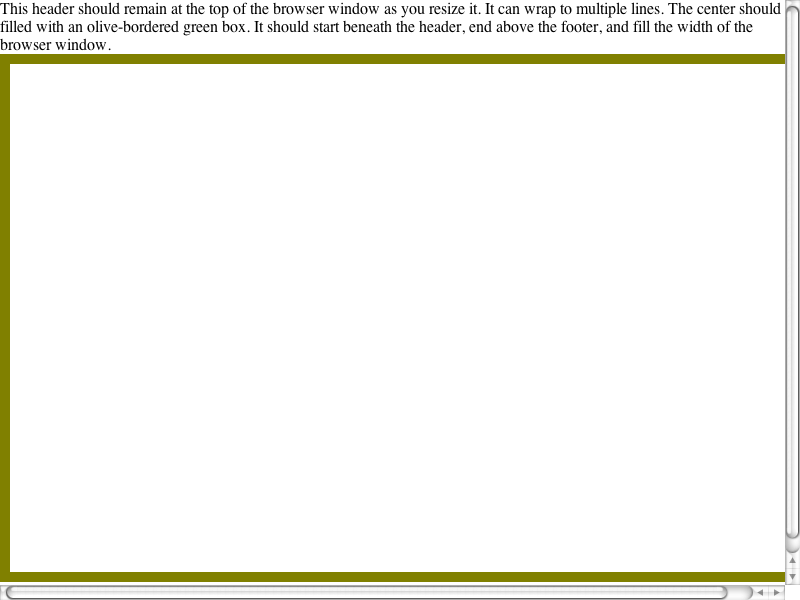 This header should remain at the top of the browser window as you resize it. It can wrap to multiple lines. The center should
filled with an olive-bordered green box. It should start beneath the header, end above the footer, and fill the width of the
browser window.